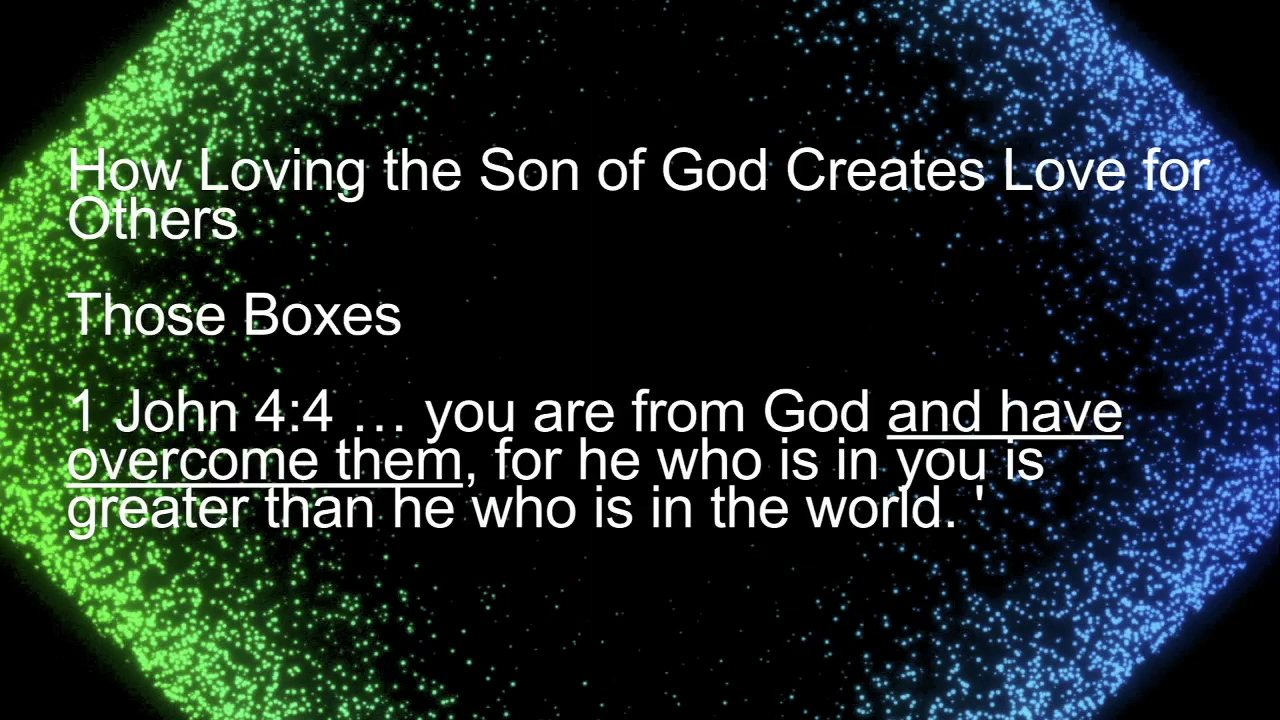 How Loving the Son of God Creates Love for
Others
Those Boxes
1 John 4:4 … you are from God and have
overcome them, for he who is in you is
greater than he who is in the world. '